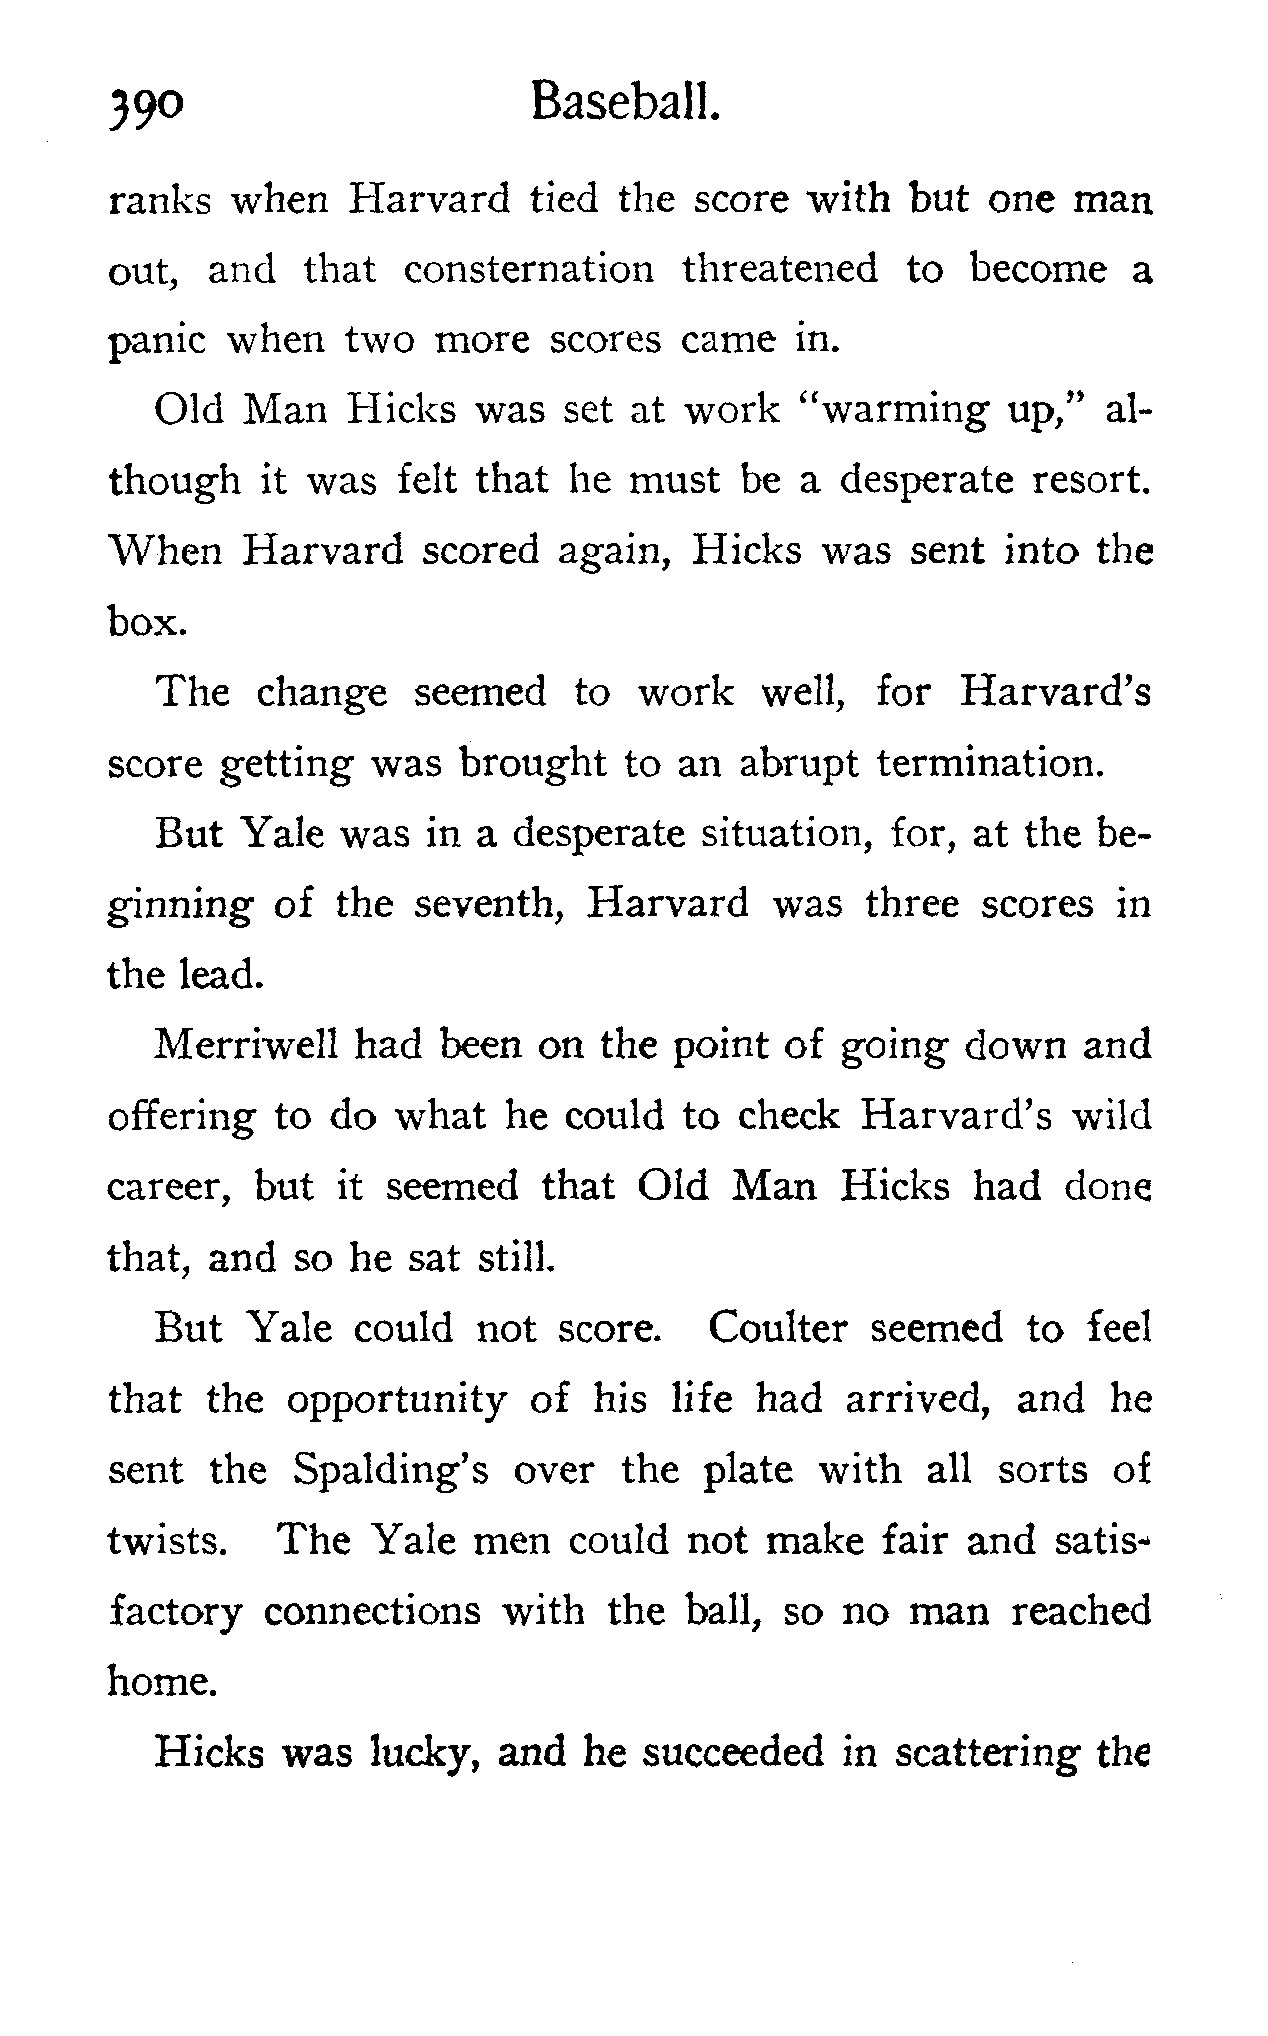 390 Baseball.
ranks when Harvard tied the score with but one man
out, and that consternation threatened to become a
panic when two more scores came in.
Old Man Hicks was set at work “warming up,” al-
though it was felt that he must be a desperate resort.
When Harvard scored again, Hicks was sent into the
box.
The change seemed to work well, for Harvard’s
score getting was brought to an abrupt termination.
But Yale was in a desperate situation, for, at the be-
ginning of the seventh, Harvard was three scores in
the lead.
Merriwell had been on the point of going down and
offering to do what he could to check Harvard’s wild
career, but it seemed that Old Man Hicks had done
that, and so he sat still.
But Yale could not score. Coulter seemed to feel
that the opportunity of his life had arrived, and he
sent the Spalding’s over the plate with all sorts of
twists. The Yale men could not make fair and satis-
factory connections with the ball, so no man reached
home.
Hicks was lucky, and he succeeded in scattering the